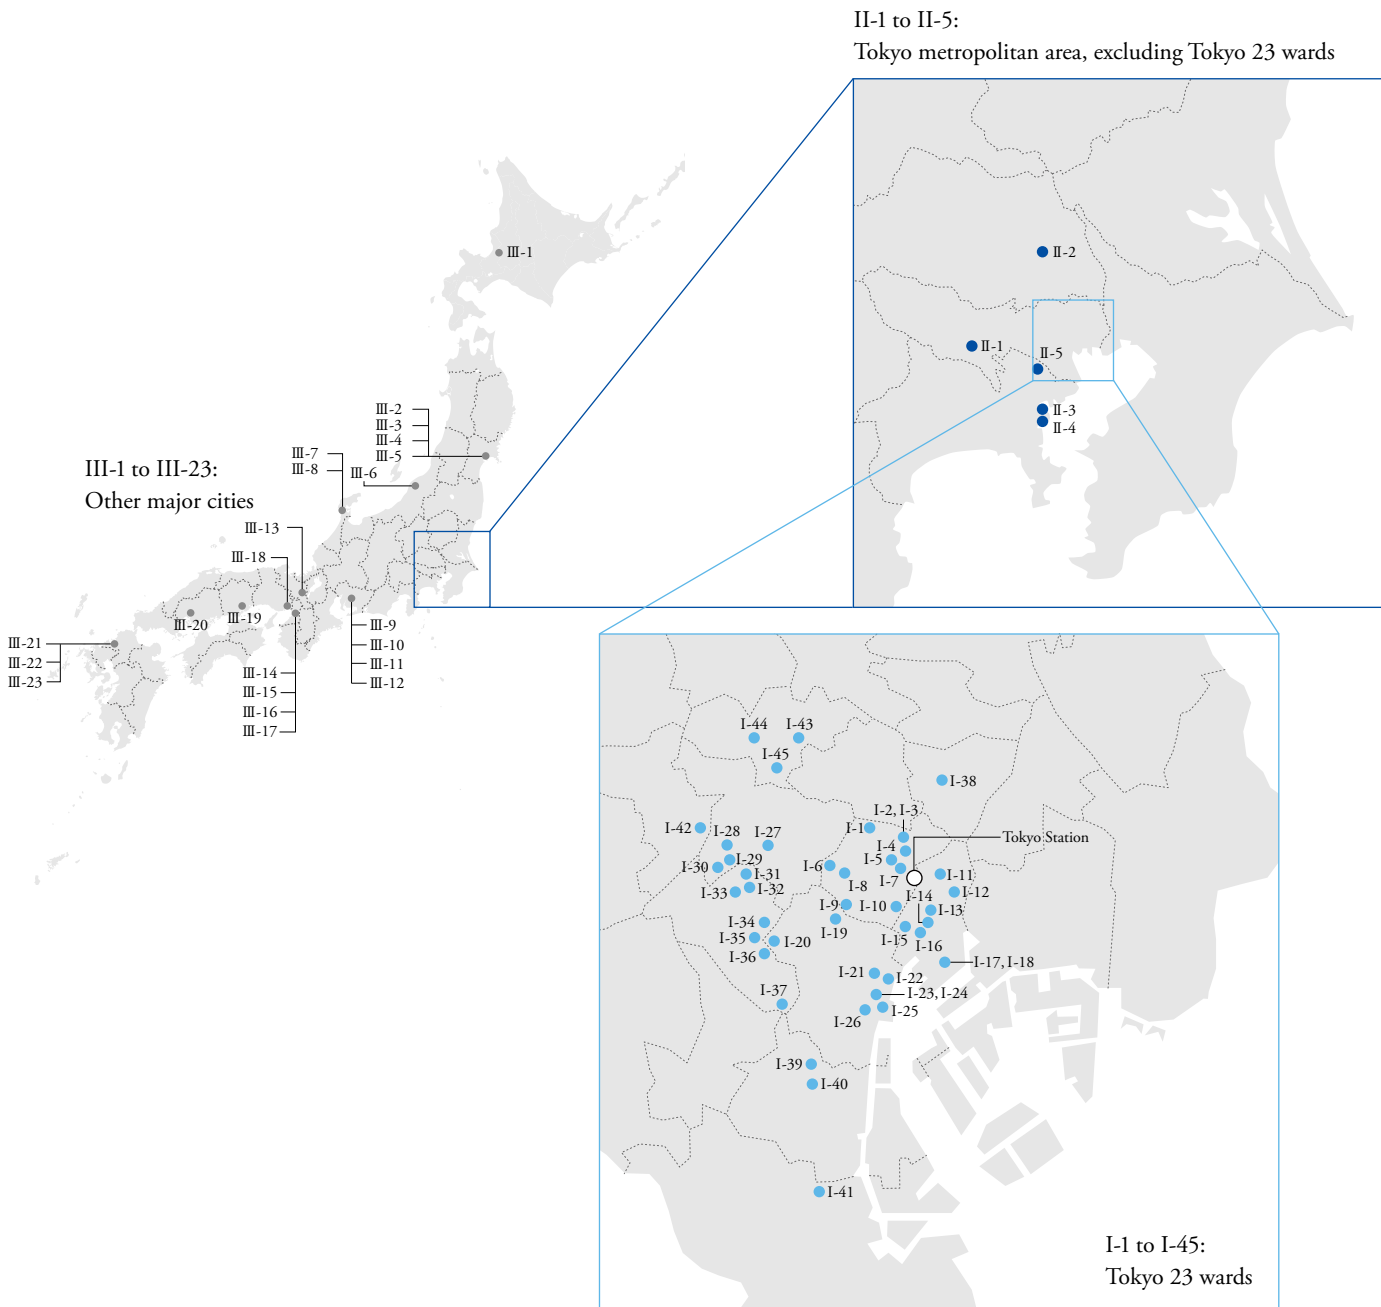 II-1 to II-5:
Tokyo metropolitan area, excluding Tokyo 23 wards
II-2
II-1
II-5
II-3
II-4
III-1
III-2
III-3
III-4
III-5
III-7
III-8
III-6
III-1 to III-23:
Other major cities
III-13
III-18
III-19
III-20
III-21
III-22
III-23
III-9
III-10
III-11
III-12
III-14
III-15
III-16
III-17
I-44
I-43
I-45
I-38
I-2, I-3
I-42
I-28
I-27
I-1
Tokyo Station
I-4
I-29
I-5
I-30
I-6
I-31
I-7
I-11
I-8
I-33
I-32
I-12
I-14
I-9
I-10
I-13
I-34
I-19
I-35
I-20
I-15
I-16
I-36
I-17, I-18
I-21
I-22
I-37
I-23, I-24
I-26
I-25
I-39
I-40
I-41
I-1 to I-45:
Tokyo 23 wards